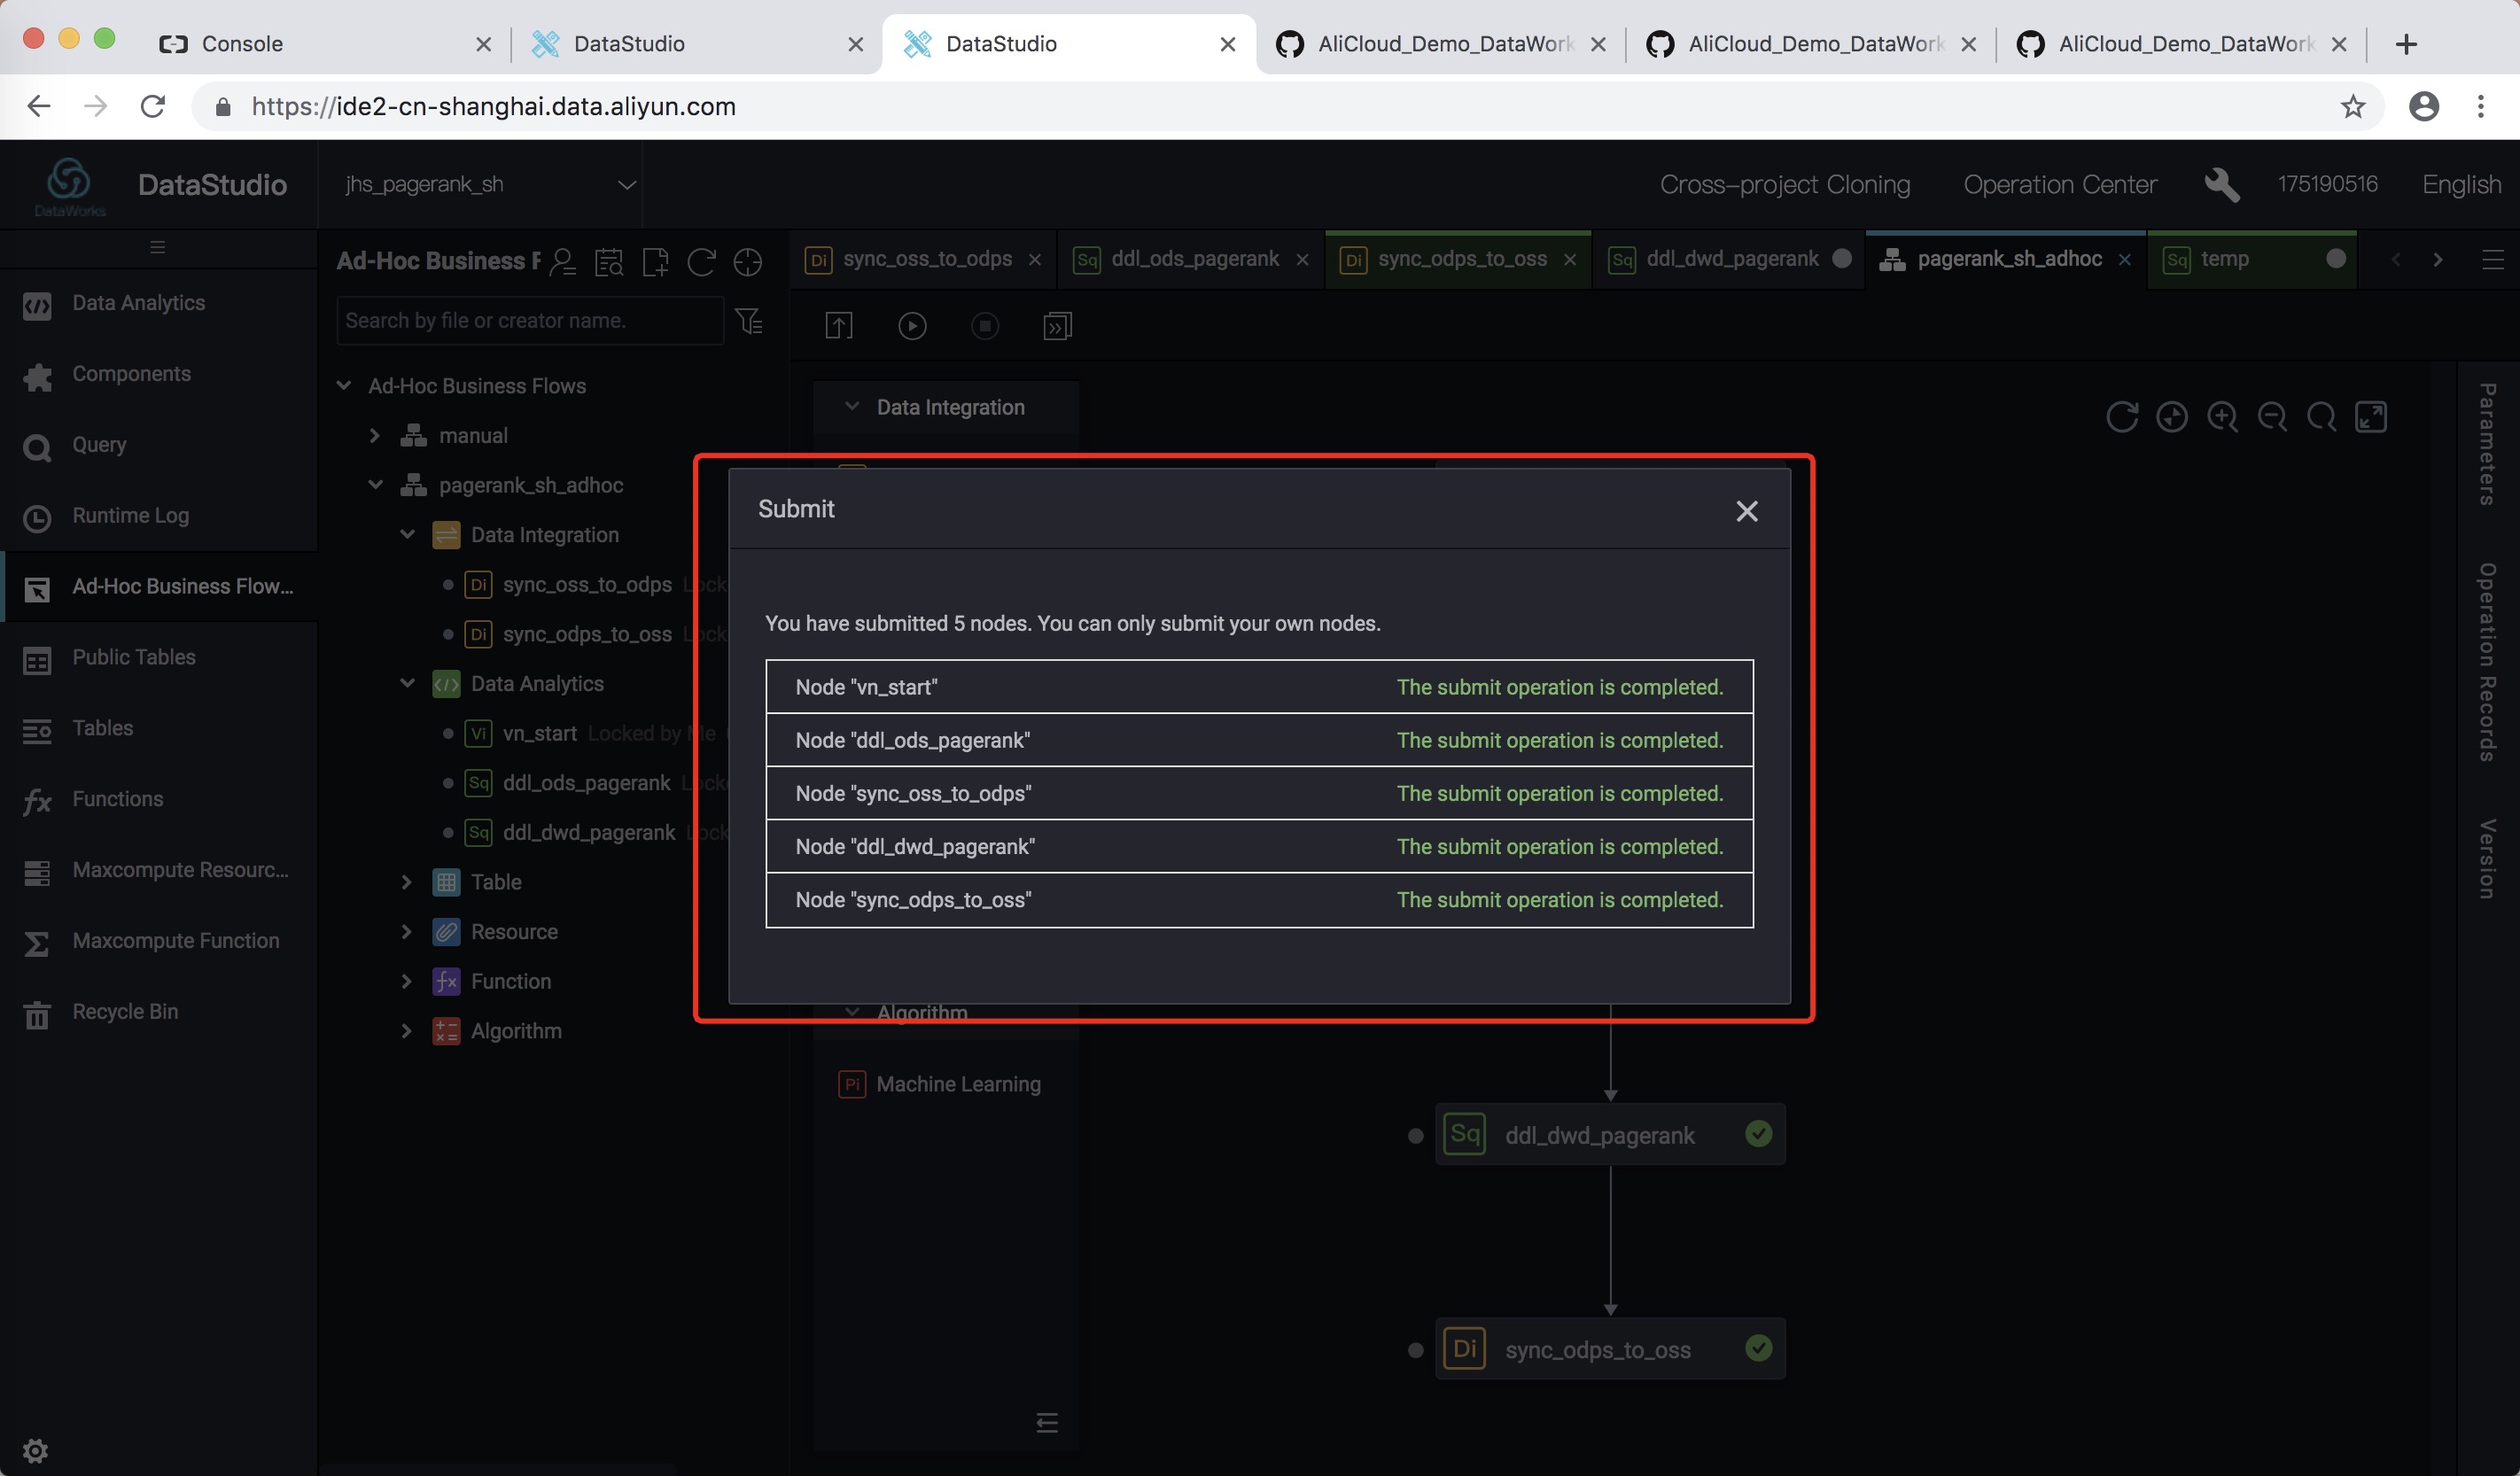 Console
DataStudio
DataStudio
AliCloud_Demo_DataWork
AliCloud_Demo_DataWork
AliCloud_Demo_DataWork
https://ide2-cn-shanghai.data.aliyun.com
DataWorks
DataStudio
jhs_pagerank_sh
Cross-project Cloning
Operation Center
175190516
English
Data Analytics
Components
Query
Runtime Log
Ad-Hoc Business Flow...
Public Tables
Tables
Functions
Maxcompute Resourc...
Maxcompute Function
Recycle Bin
Ad-Hoc Business F
Search by file or creator name.
Ad-Hoc Business Flows
manual
pagerank_sh_adhoc
Data Integration
Di sync_oss_to_odps Lock
Di sync_odps_to_oss Lock
Data Analytics
Vi vn_start Locked by Me
Sq ddl_ods_pagerank Lock
Sq ddl_dwd_pagerank Lock
Table
Resource
fx Function
Algorithm
Di sync_oss_to_odps
Sq ddl_ods_pagerank
Di sync_odps_to_oss
Sq ddl_dwd_pagerank
pagerank_sh_adhoc
Sq temp
Data Integration
Submit
You have submitted 5 nodes. You can only submit your own nodes.
Node "vn_start" The submit operation is completed.
Node "ddl_ods_pagerank" The submit operation is completed.
Node "sync_oss_to_odps" The submit operation is completed.
Node "ddl_dwd_pagerank" The submit operation is completed.
Node "sync_odps_to_oss" The submit operation is completed.
Algorithm
Pi Machine Learning
Sq ddl_dwd_pagerank
Di sync_odps_to_oss
Parameters
Operation Records
Version